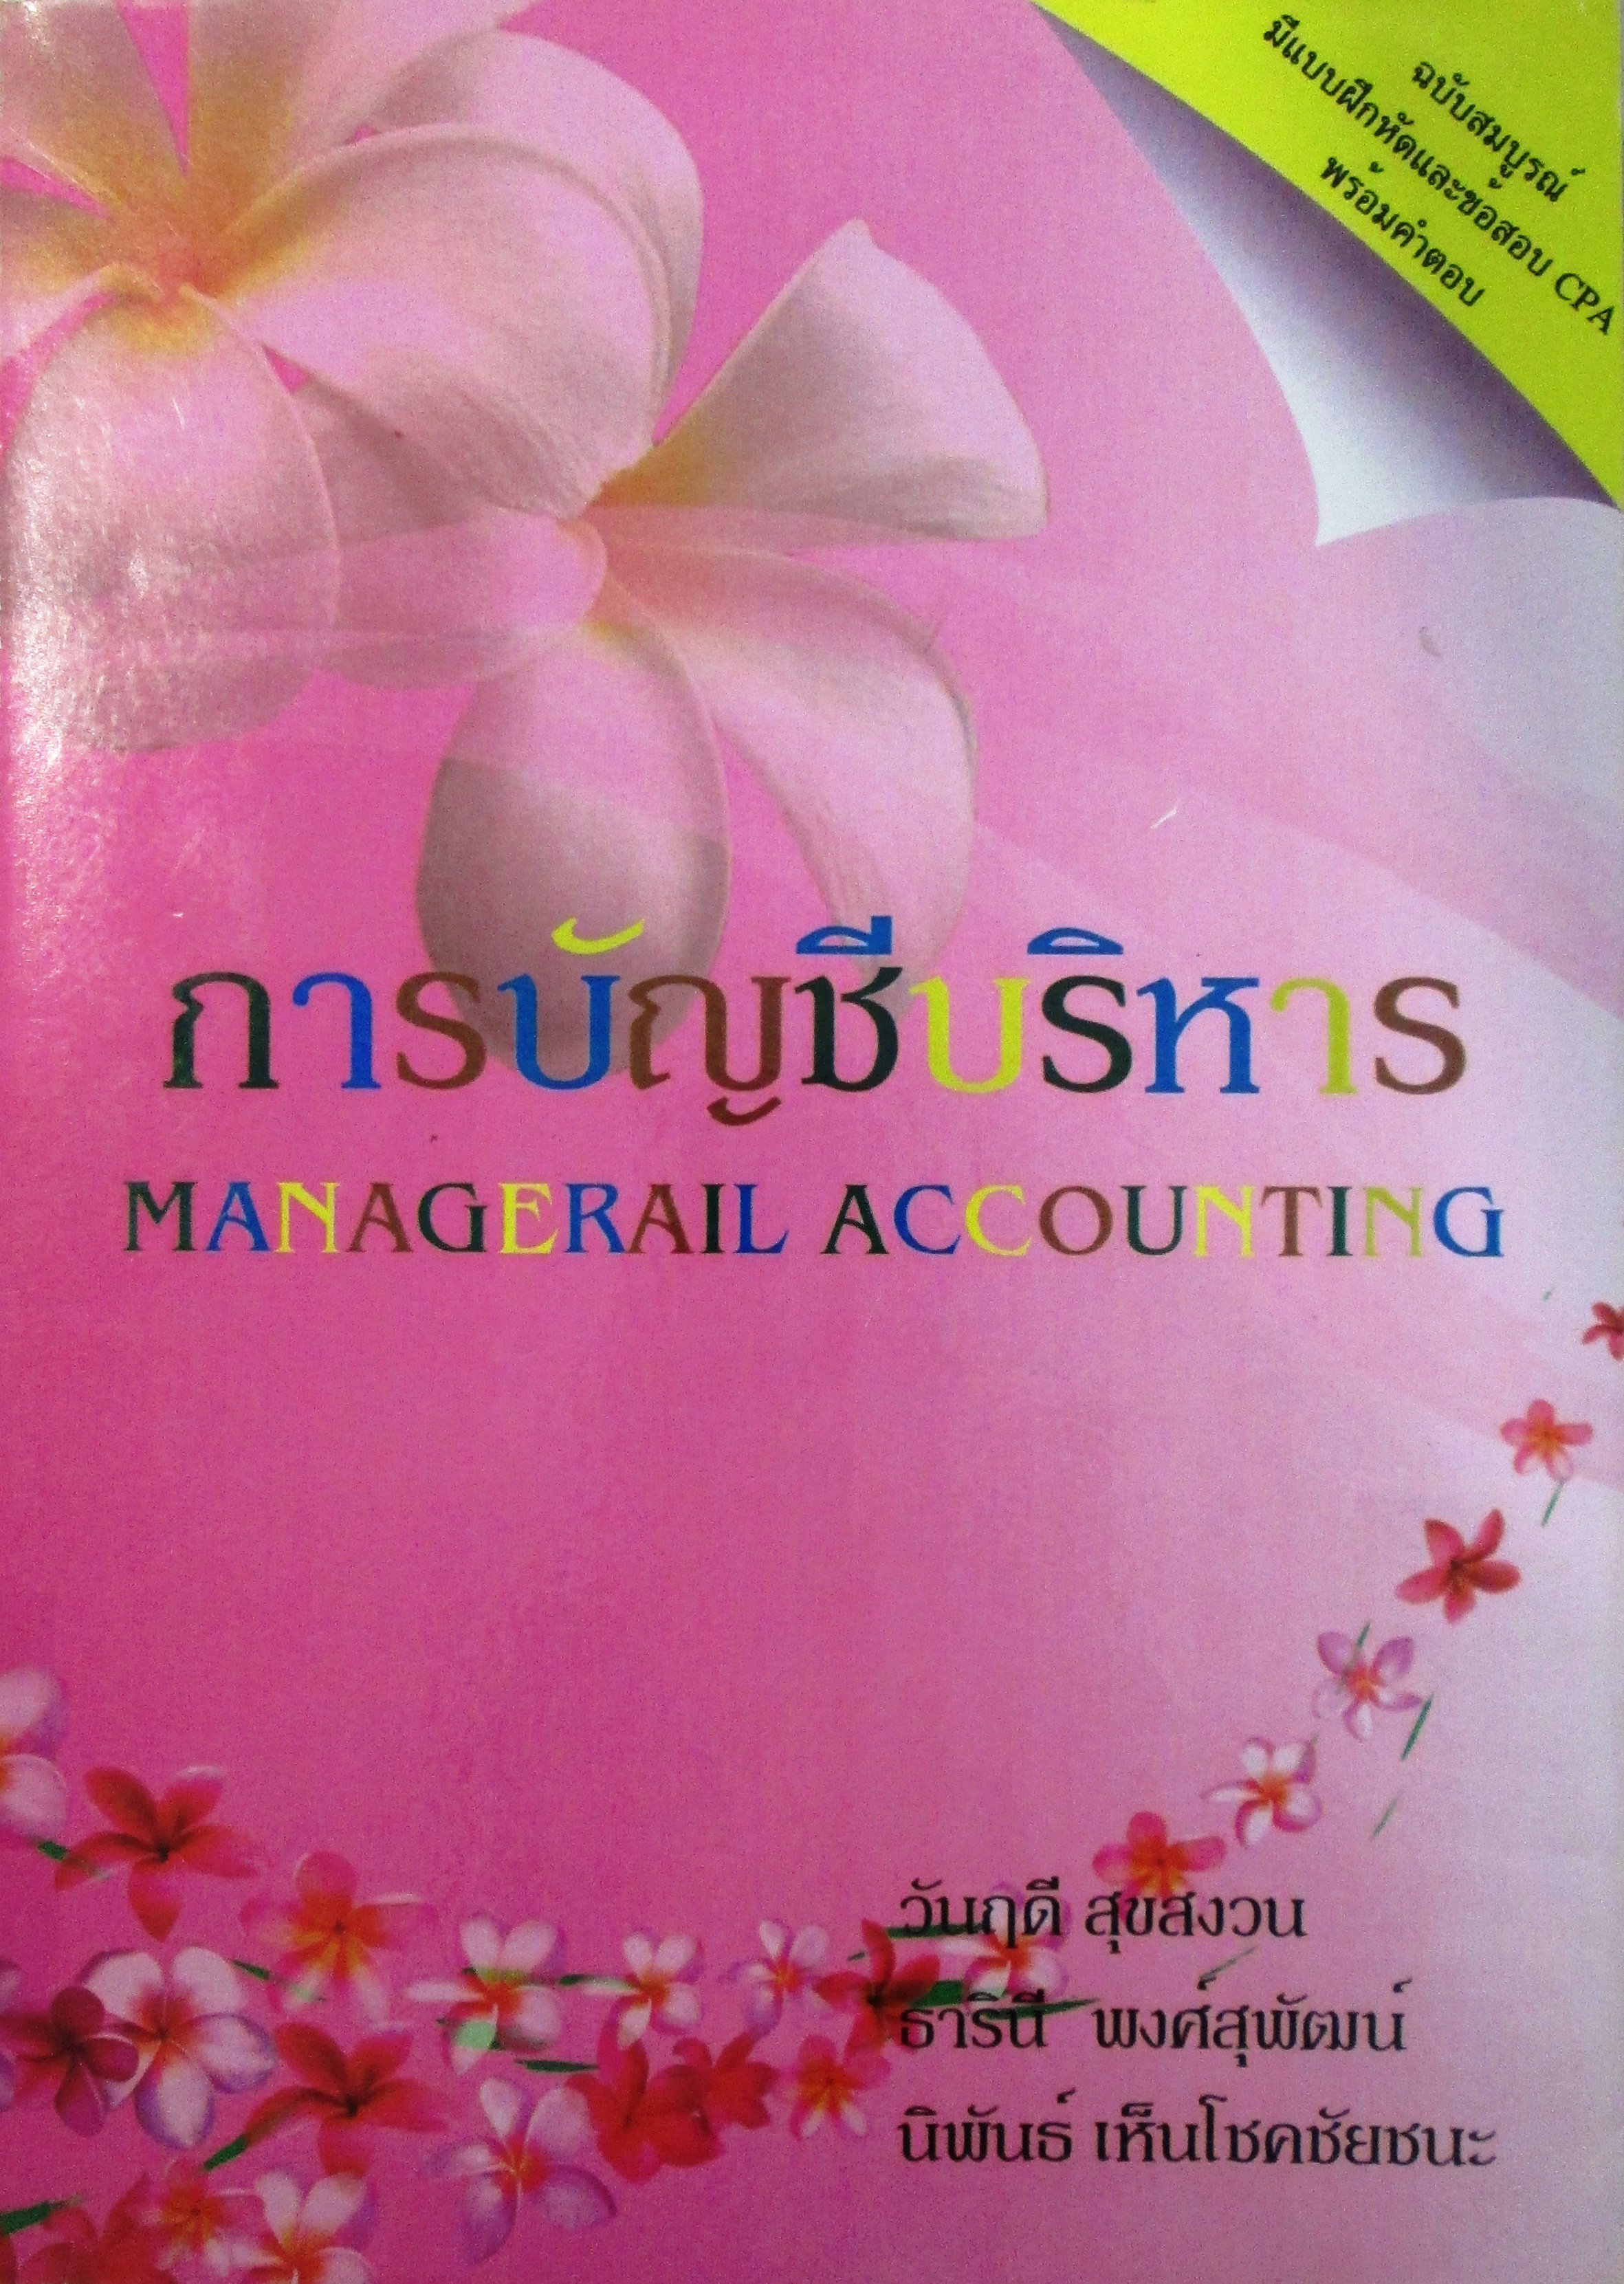 ฉบับสมบูรณ์
มีแบบฝึกหัดและข้อสอบ CPA
พร้อมคำตอบ
การบัญชีบริหาร
MANAGERAIL ACCOUNTING
วันฤดี สุขสงวน
ธารินี พงศ์สุพัฒน์
นิพันธ์ เห็นโชคชัยชนะ